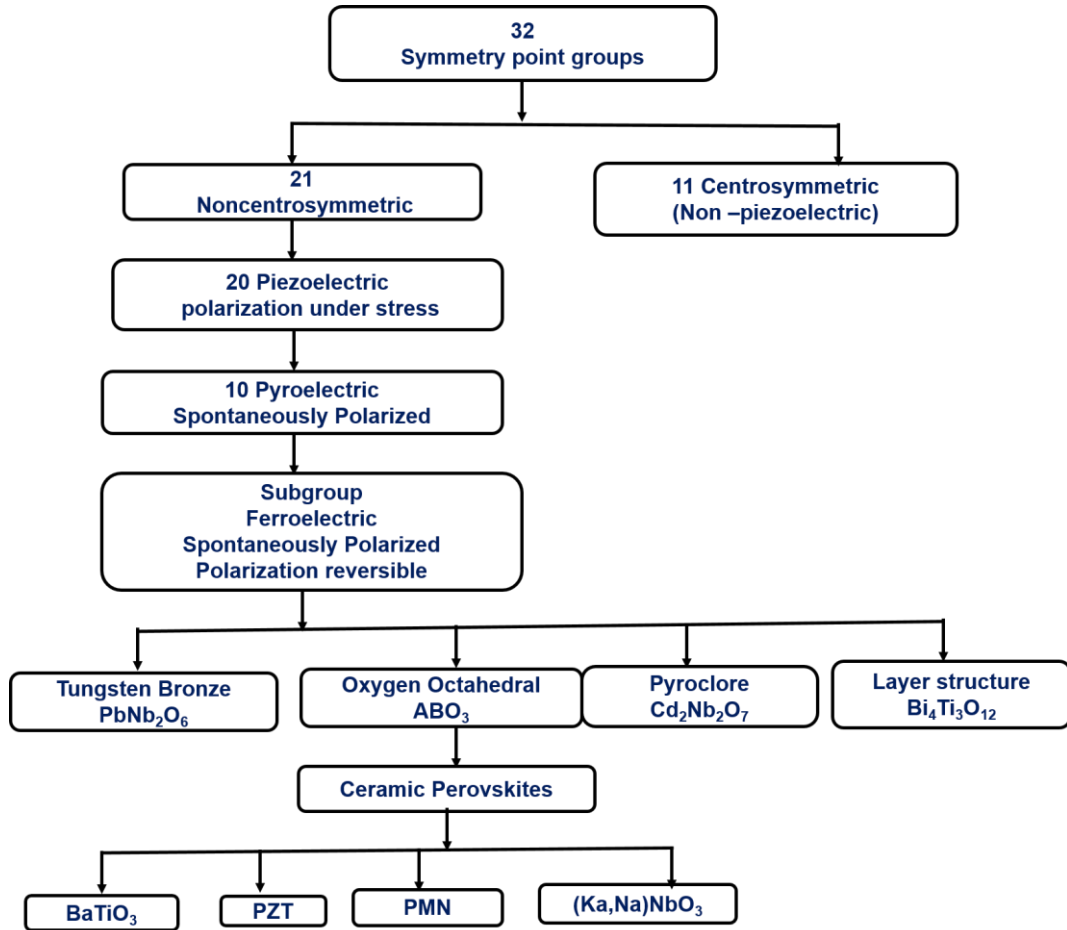 32
Symmetry point groups
21
Noncentrosymmetric
11 Centrosymmetric
(Non –piezoelectric)
20 Piezoelectric
polarization under stress
10 Pyroelectric
Spontaneously Polarized
Subgroup
Ferroelectric
Spontaneously Polarized
Polarization reversible
Tungsten Bronze
PbNb₂O₆
Oxygen Octahedral
ABO₃
Pyroclore
Cd₂Nb₂O₇
Layer structure
Bi₄Ti₃O₁₂
Ceramic Perovskites
BaTiO₃
PZT
PMN
(Ka,Na)NbO₃